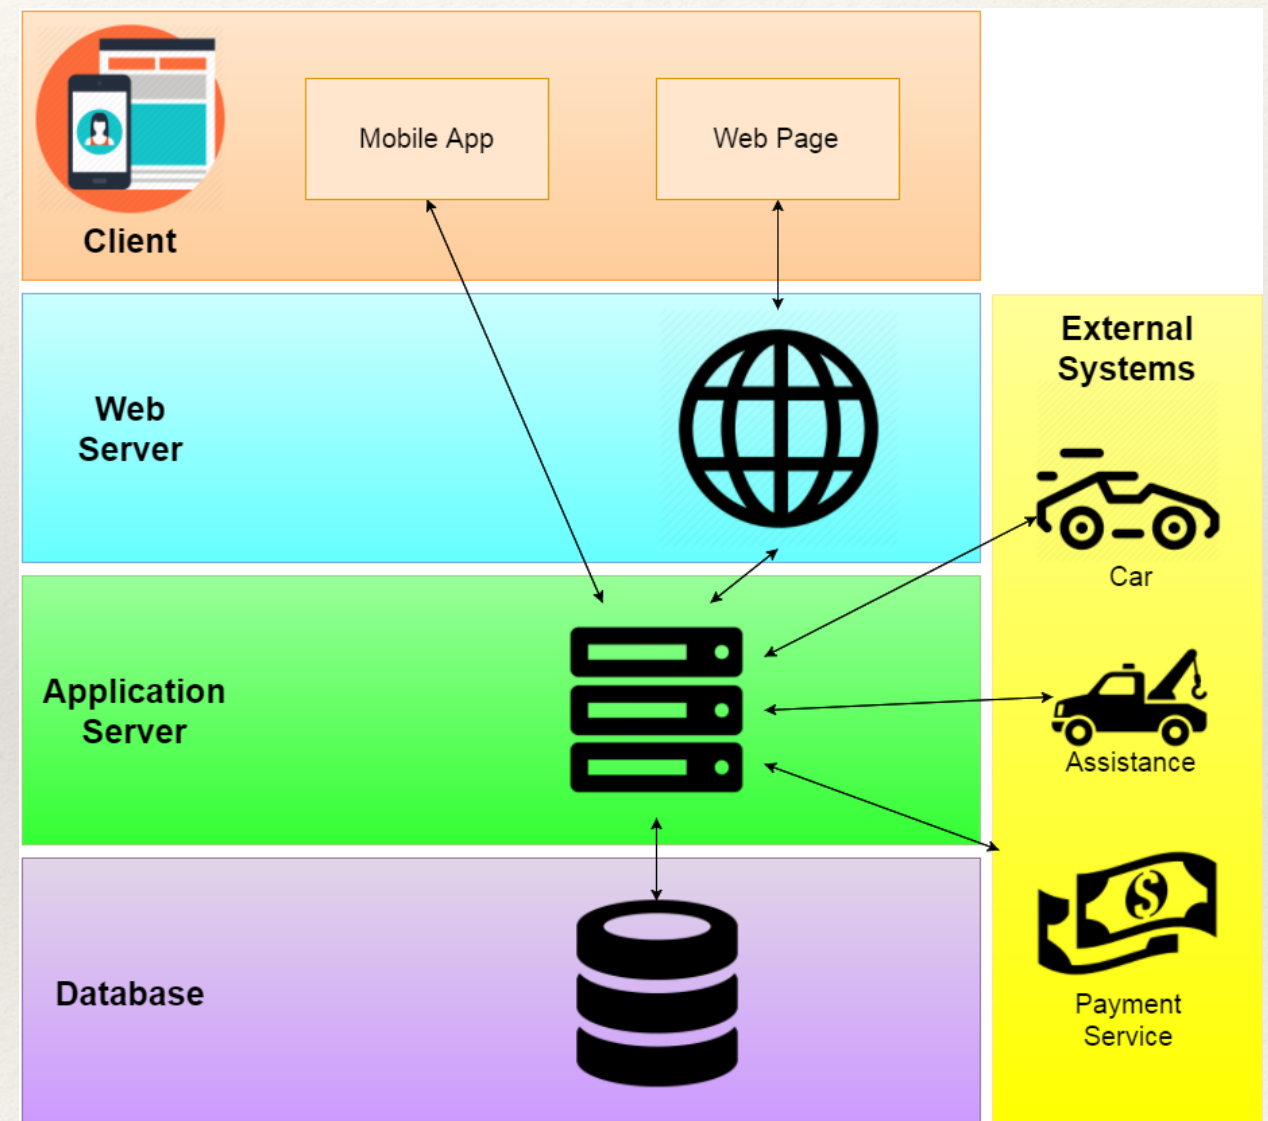 Mobile App
Web Page
Client
Web
Server
External
Systems
Car
Application
Server
Assistance
Database
Payment
Service